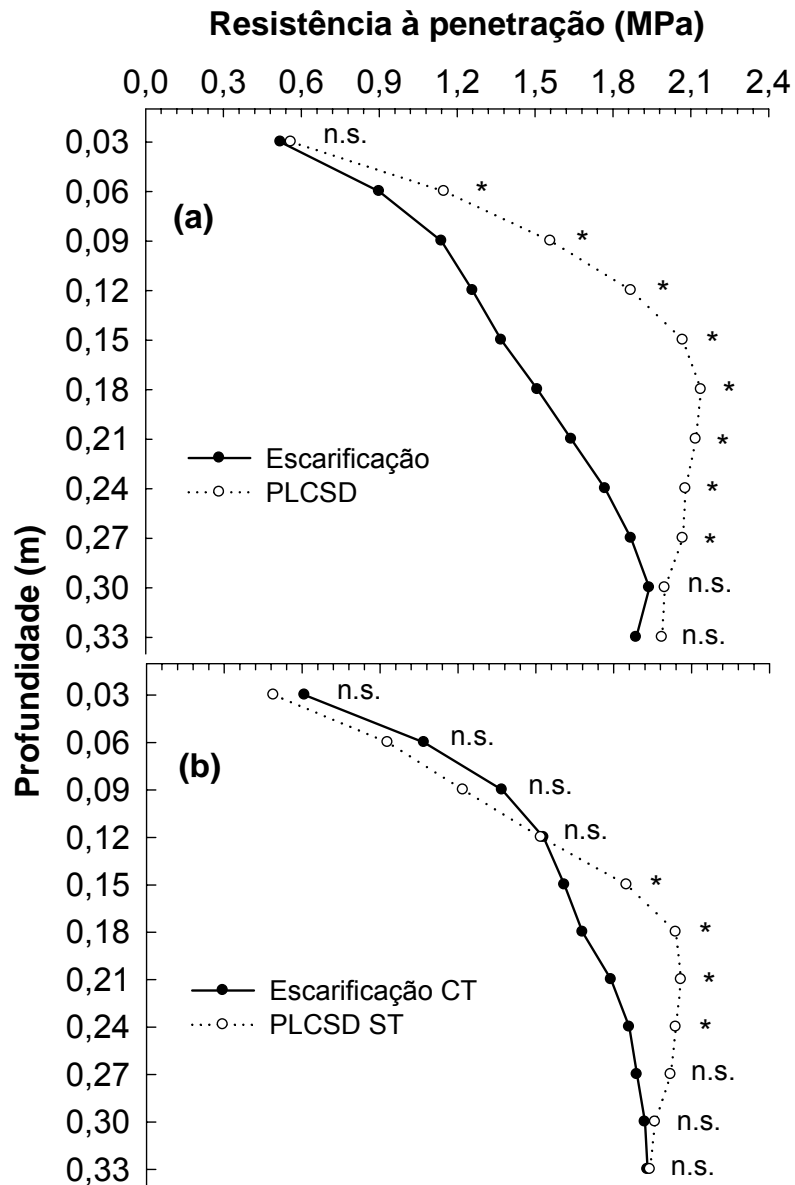 Resistência à penetração (MPa)
0,0 0,3 0,6 0,9 1,2 1,5 1,8 2,1 2,4
Profundidade (m)
(a)
0,03 n.s.
0,06 *
0,09 *
0,12 *
0,15 *
0,18 *
0,21 *
0,24 *
0,27 *
0,30 n.s.
0,33 n.s.
Escarificação
PLCSD
(b)
0,03 n.s.
0,06 n.s.
0,09 n.s.
0,12 n.s.
0,15 *
0,18 *
0,21 *
0,24 *
0,27 n.s.
0,30 n.s.
0,33 n.s.
Escarificação CT
PLCSD ST